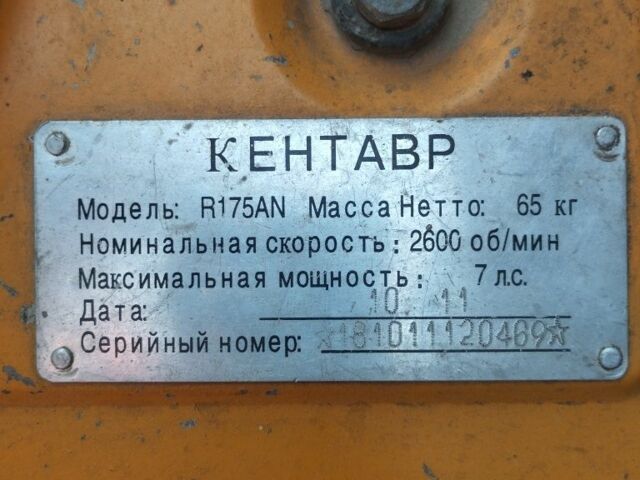 КЕНТАВР
Модель: R175AN Масса Нетто: 65 кг
Номинальная скорость: 2600 об/мин
Максимальная мощность: 7 л.с.
Дата: 10. 11
Серийный номер: ☆181011120469☆